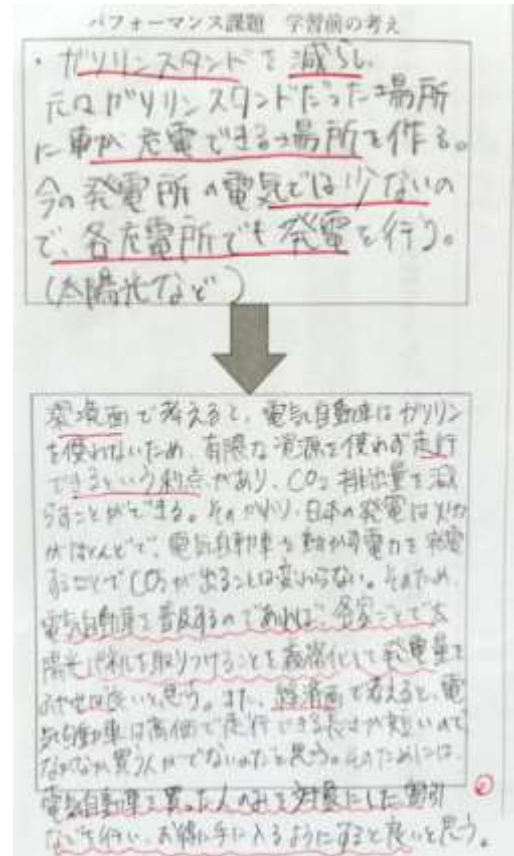 パフォーマンス課題 学習前の考え
・ガソリンスタンドを減らし、
元はガソリンスタンドだった場所
に車が充電できる場所を作る。
今の発電所の電気では少ないの
で、各充電所でも発電を行う。
(太陽光など)
環境面で考えると、電気自動車はガソリン
を使わないため、有限な資源を使わず走行
できるという利点があり、CO2排出量を減
らすことができる。そのかわり、日本の発電は火力
がほとんどで、電気自動車を動かす電力を発電
することでCO2が出ることは変わらない。そのため、
電気自動車を普及するのであれば、各家ごとで太
陽光パネルを取りつけることを義務化して発電量を
ふやせば良いと思う。また、経済面で考えると、電
気自動車は高価で走行できる長さが短いので
なかなか買う人がでないのだと思う。そのためには、
電気自動車を買った人のみを対象にした割引
などを行い、お得に手に入るようにすると良いと思う。